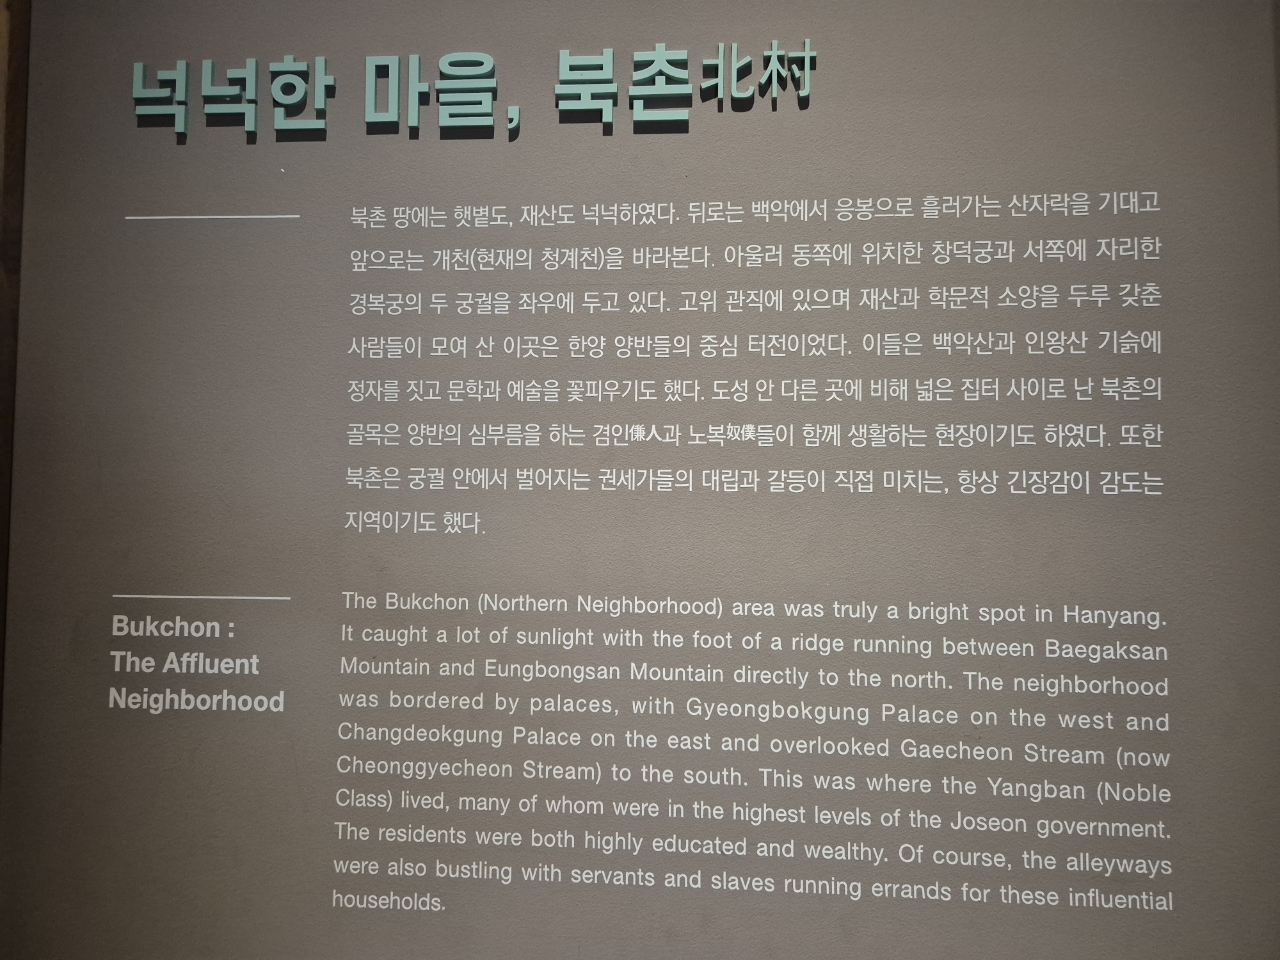 넉넉한 마을, 북촌北村
북촌 땅에는 햇볕도, 재산도 넉넉하였다. 뒤로는 백악에서 응봉으로 흘러가는 산자락을 기대고
앞으로는 개천(현재의 청계천)을 바라본다. 아울러 동쪽에 위치한 창덕궁과 서쪽에 자리한
경복궁의 두 궁궐을 좌우에 두고 있다. 고위 관직에 있으며 재산과 학문적 소양을 두루 갖춘
사람들이 모여 산 이곳은 한양 양반들의 중심 터전이었다. 이들은 백악산과 인왕산 기슭에
정자를 짓고 문학과 예술을 꽃피우기도 했다. 도성 안 다른 곳에 비해 넓은 집터 사이로 난 북촌의
골목은 양반의 심부름을 하는 겸인傔人과 노복奴僕들이 함께 생활하는 현장이기도 하였다. 또한
북촌은 궁궐 안에서 벌어지는 권세가들의 대립과 갈등이 직접 미치는, 항상 긴장감이 감도는
지역이기도 했다.
Bukchon :
The Affluent
Neighborhood
The Bukchon (Northern Neighborhood) area was truly a bright spot in Hanyang.
It caught a lot of sunlight with the foot of a ridge running between Baegaksan
Mountain and Eungbongsan Mountain directly to the north. The neighborhood
was bordered by palaces, with Gyeongbokgung Palace on the west and
Changdeokgung Palace on the east and overlooked Gaecheon Stream (now
Cheonggyecheon Stream) to the south. This was where the Yangban (Noble
Class) lived, many of whom were in the highest levels of the Joseon government.
The residents were both highly educated and wealthy. Of course, the alleyways
were also bustling with servants and slaves running errands for these influential
households.